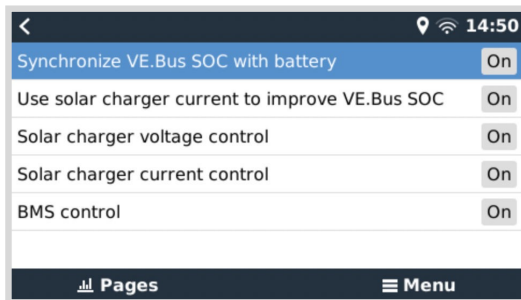 14:50
Synchronize VE.Bus SOC with battery On
Use solar charger current to improve VE.Bus SOC On
Solar charger voltage control On
Solar charger current control On
BMS control On
Pages Menu